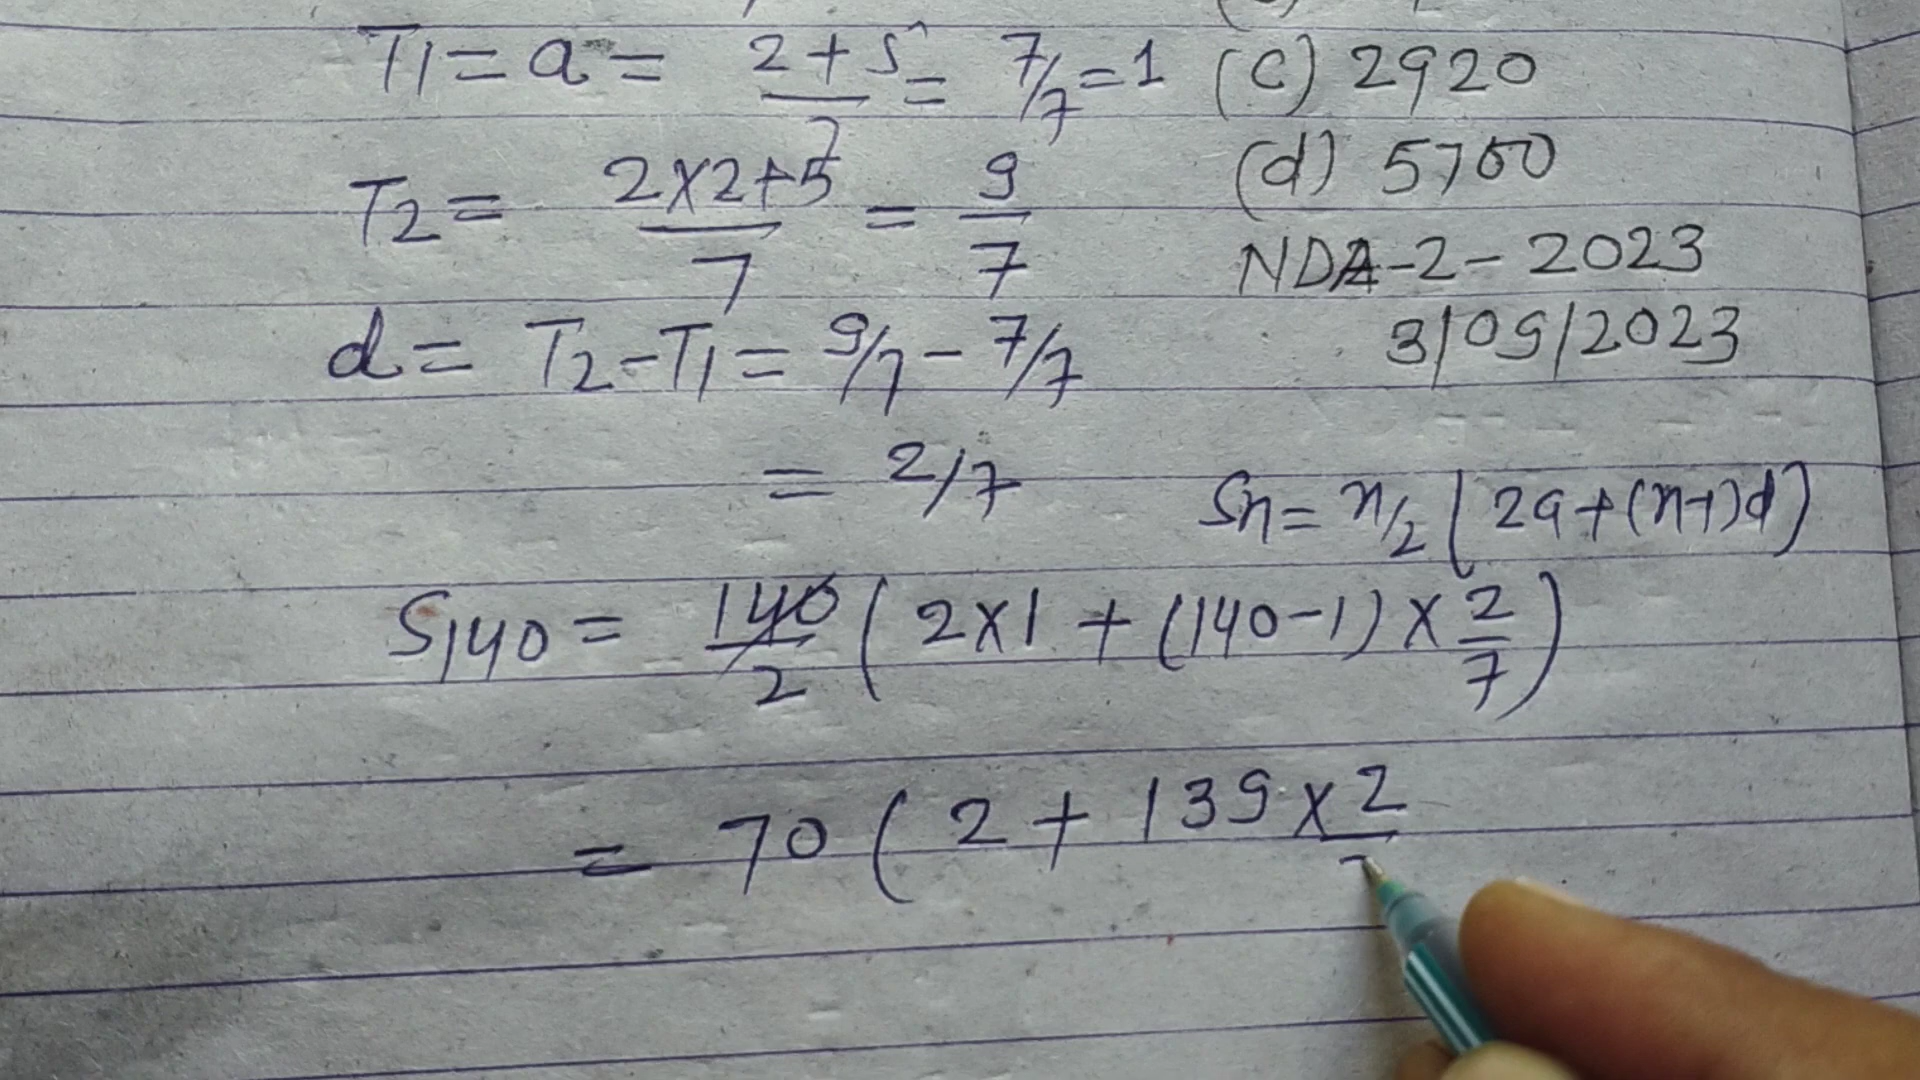 T1 = a = 2+5/7 = 7/7 = 1
(c) 2920
T2 = 2×2+5/7 = 9/7
(d) 5700
NDA-2-2023
d = T2-T1 = 9/7 - 7/7
3/09/2023
= 2/7
Sn = n/2 (2a+(n-1)d)
S140 = 140/2 (2×1 + (140-1) × 2/7)
= 70 (2 + 139×2